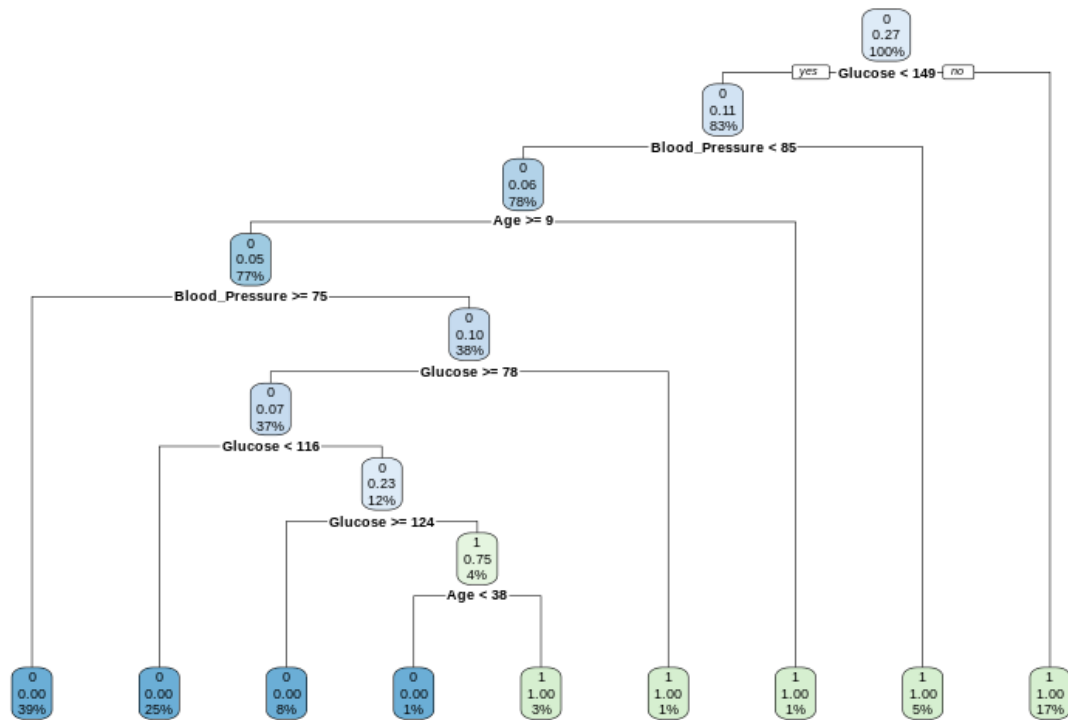 0
0.27
100%
yes Glucose < 149 no
0
0.11
83%
Blood_Pressure < 85
0
0.06
78%
Age >= 9
0
0.05
77%
Blood_Pressure >= 75
0
0.10
38%
Glucose >= 78
0
0.07
37%
Glucose < 116
0
0.23
12%
Glucose >= 124
1
0.75
4%
Age < 38
0 0 0 0 1 1 1 1 1
0.00 0.00 0.00 0.00 1.00 1.00 1.00 1.00 1.00
39% 25% 8% 1% 3% 1% 1% 5% 17%